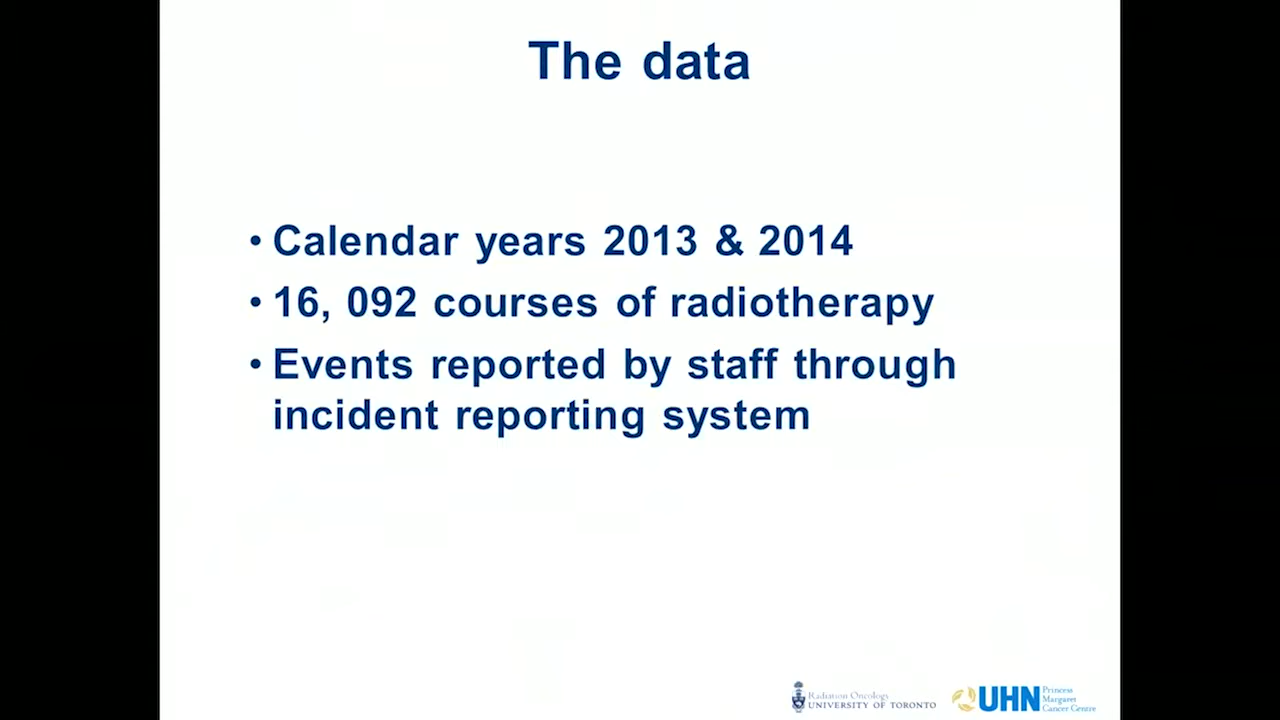 The data
• Calendar years 2013 & 2014
• 16, 092 courses of radiotherapy
• Events reported by staff through
incident reporting system
Radiation Oncology
UNIVERSITY OF TORONTO
UHN
Princess
Margaret
Cancer Centre